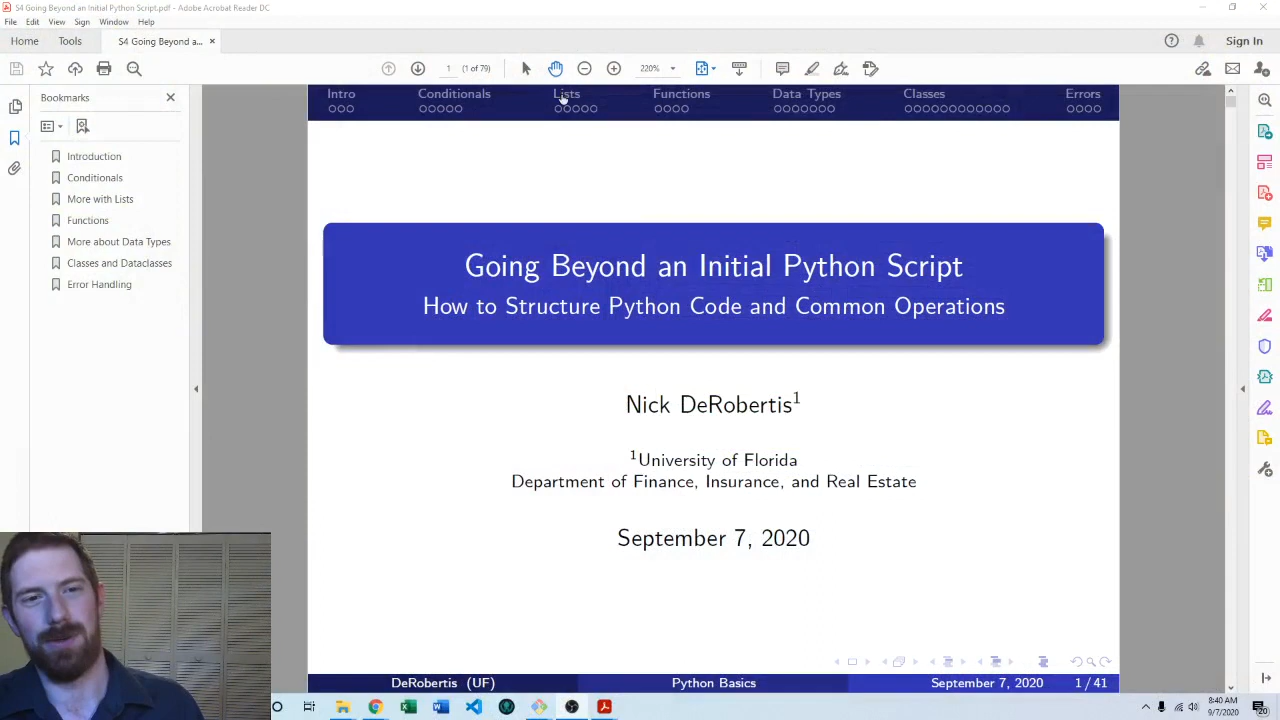 S4 Going Beyond an Initial Python Script.pdf - Adobe Acrobat Reader DC
File Edit View Sign Window Help
Home Tools S4 Going Beyond a... × Sign In
1 (1 of 79) 220%
Bookmarks
Introduction
Conditionals
More with Lists
Functions
More about Data Types
Classes and Dataclasses
Error Handling
Intro Conditionals Lists Functions Data Types Classes Errors
Going Beyond an Initial Python Script
How to Structure Python Code and Common Operations
Nick DeRobertis¹
¹University of Florida
Department of Finance, Insurance, and Real Estate
September 7, 2020
DeRobertis (UF) Python Basics September 7, 2020 1 / 41
8:40 AM
9/7/2020
20